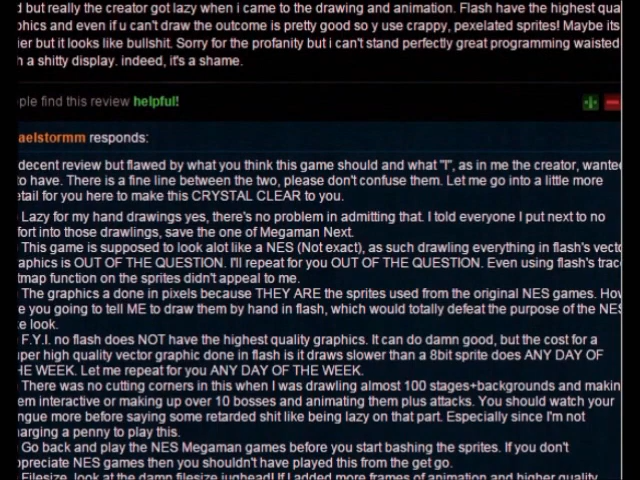 d but really the creator got lazy when i came to the drawing and animation. Flash have the highest qua
phics and even if u can't draw the outcome is pretty good so y use crappy, pexelated sprites! Maybe its
ier but it looks like bullshit. Sorry for the profanity but i can't stand perfectly great programming waisted
h a shitty display. indeed, it's a shame.
ple find this review helpful!
aelstormm responds:
decent review but flawed by what you think this game should and what "I", as in me the creator, wante
to have. There is a fine line between the two, please don't confuse them. Let me go into a little more
etail for you here to make this CRYSTAL CLEAR to you.
Lazy for my hand drawings yes, there's no problem in admitting that. I told everyone I put next to no
fort into those drawlings, save the one of Megaman Next.
This game is supposed to look alot like a NES (Not exact), as such drawling everything in flash's vecto
raphics is OUT OF THE QUESTION. I'll repeat for you OUT OF THE QUESTION. Even using flash's trac
tmap function on the sprites didn't appeal to me.
The graphics a done in pixels because THEY ARE the sprites used from the original NES games. How
e you going to tell ME to draw them by hand in flash, which would totally defeat the purpose of the NES
e look.
F.Y.I. no flash does NOT have the highest quality graphics. It can do damn good, but the cost for a
uper high quality vector graphic done in flash is it draws slower than a 8bit sprite does ANY DAY OF
HE WEEK. Let me repeat for you ANY DAY OF THE WEEK.
There was no cutting corners in this when I was drawling almost 100 stages+backgrounds and makin
em interactive or making up over 10 bosses and animating them plus attacks. You should watch your
ngue more before saying some retarded shit like being lazy on that part. Especially since I'm not
harging a penny to play this.
Go back and play the NES Megaman games before you start bashing the sprites. If you don't
ppreciate NES games then you shouldn't have played this from the get go.
Filesize, look at the damn filesize jughead! If I added more frames of animation and higher quality